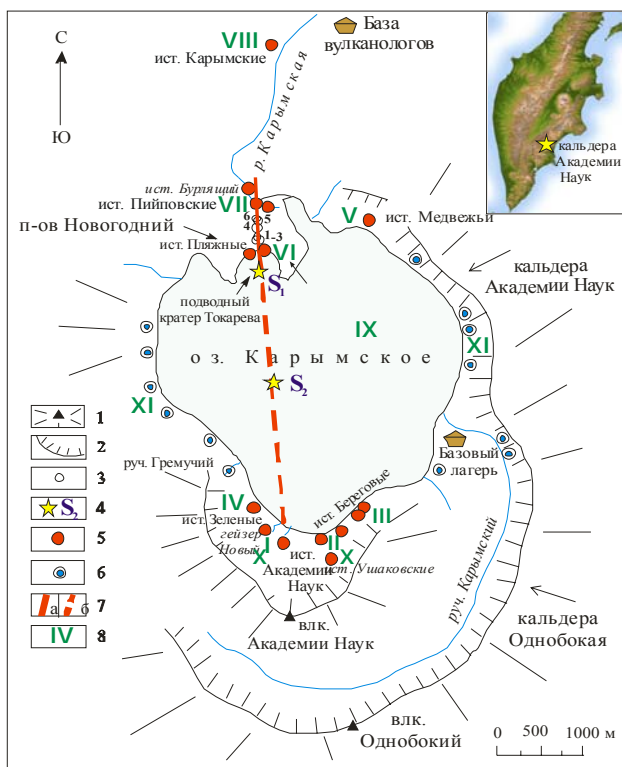 С
Ю
VIII
ист. Карымские
База
вулканологов
р. Карымская
кальдера
Академии
Наук
ист. Бурлящий
ист. Пийповские
VII
п-ов Новогодний
6
4
5
1-3
ист. Пляжные
VI
V
ист. Медвежьи
кальдера
Академии Наук
подводный
кратер Токарева
S1
IX
оз. Карымское
S2
XI
XI
руч. Гремучий
Базовый
лагерь
IV
ист. Зеленые
гейзер
Новый
I
X
ист.
Академии
Наук
II
X
III
ист. Береговые
ист. Ушаковские
руч. Карымский
влк.
Академии Наук
кальдера
Однобокая
влк.
Однобокий
1
2
3
S2 4
5
6
а б 7
IV 8
0 500 1000 м